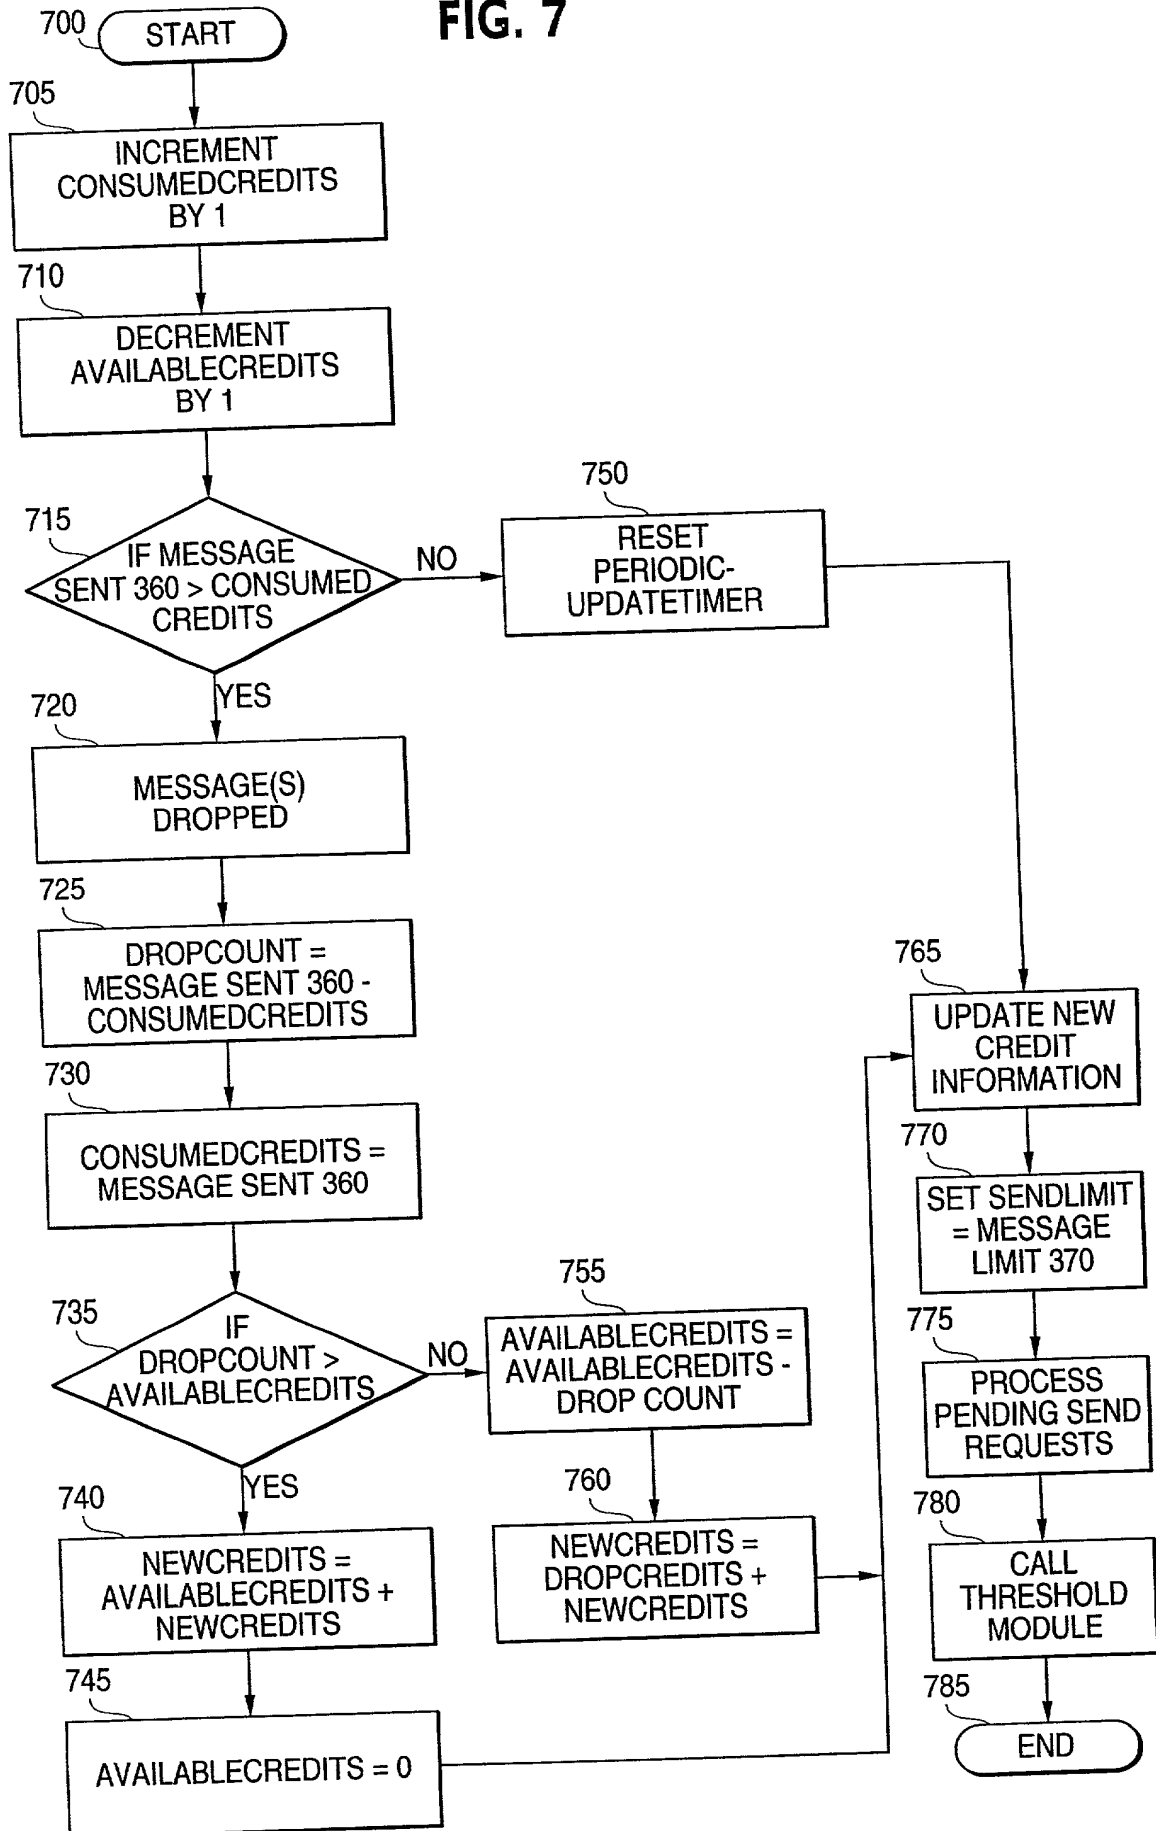 FIG. 7
700
START
705
INCREMENT
CONSUMEDCREDITS
BY 1
710
DECREMENT
AVAILABLECREDITS
BY 1
715
IF MESSAGE
SENT 360 > CONSUMED
CREDITS
NO
YES
750
RESET
PERIODIC-
UPDATETIMER
720
MESSAGE(S)
DROPPED
725
DROPCOUNT =
MESSAGE SENT 360 -
CONSUMEDCREDITS
730
CONSUMEDCREDITS =
MESSAGE SENT 360
735
IF
DROPCOUNT >
AVAILABLECREDITS
NO
YES
755
AVAILABLECREDITS =
AVAILABLECREDITS -
DROP COUNT
760
NEWCREDITS =
DROPCREDITS +
NEWCREDITS
740
NEWCREDITS =
AVAILABLECREDITS +
NEWCREDITS
745
AVAILABLECREDITS = 0
765
UPDATE NEW
CREDIT
INFORMATION
770
SET SENDLIMIT
= MESSAGE
LIMIT 370
775
PROCESS
PENDING SEND
REQUESTS
780
CALL
THRESHOLD
MODULE
785
END